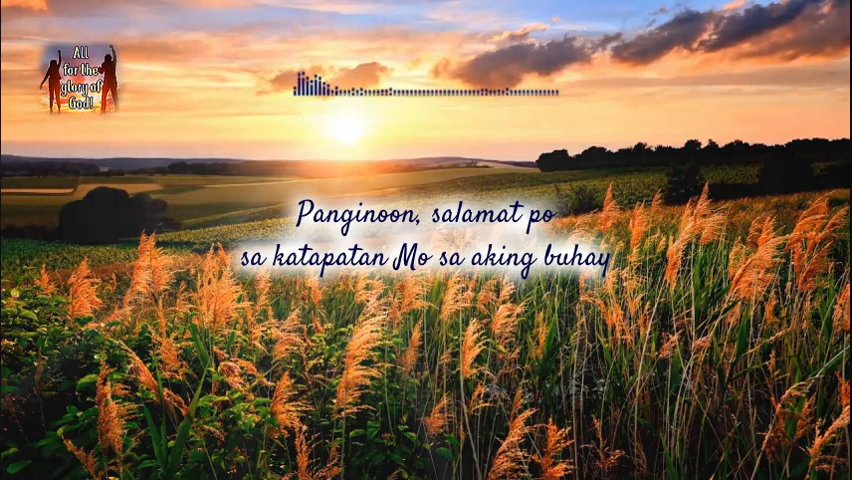 All
for the
glory of
God!
Panginoon, salamat po
sa katapatan Mo sa aking buhay